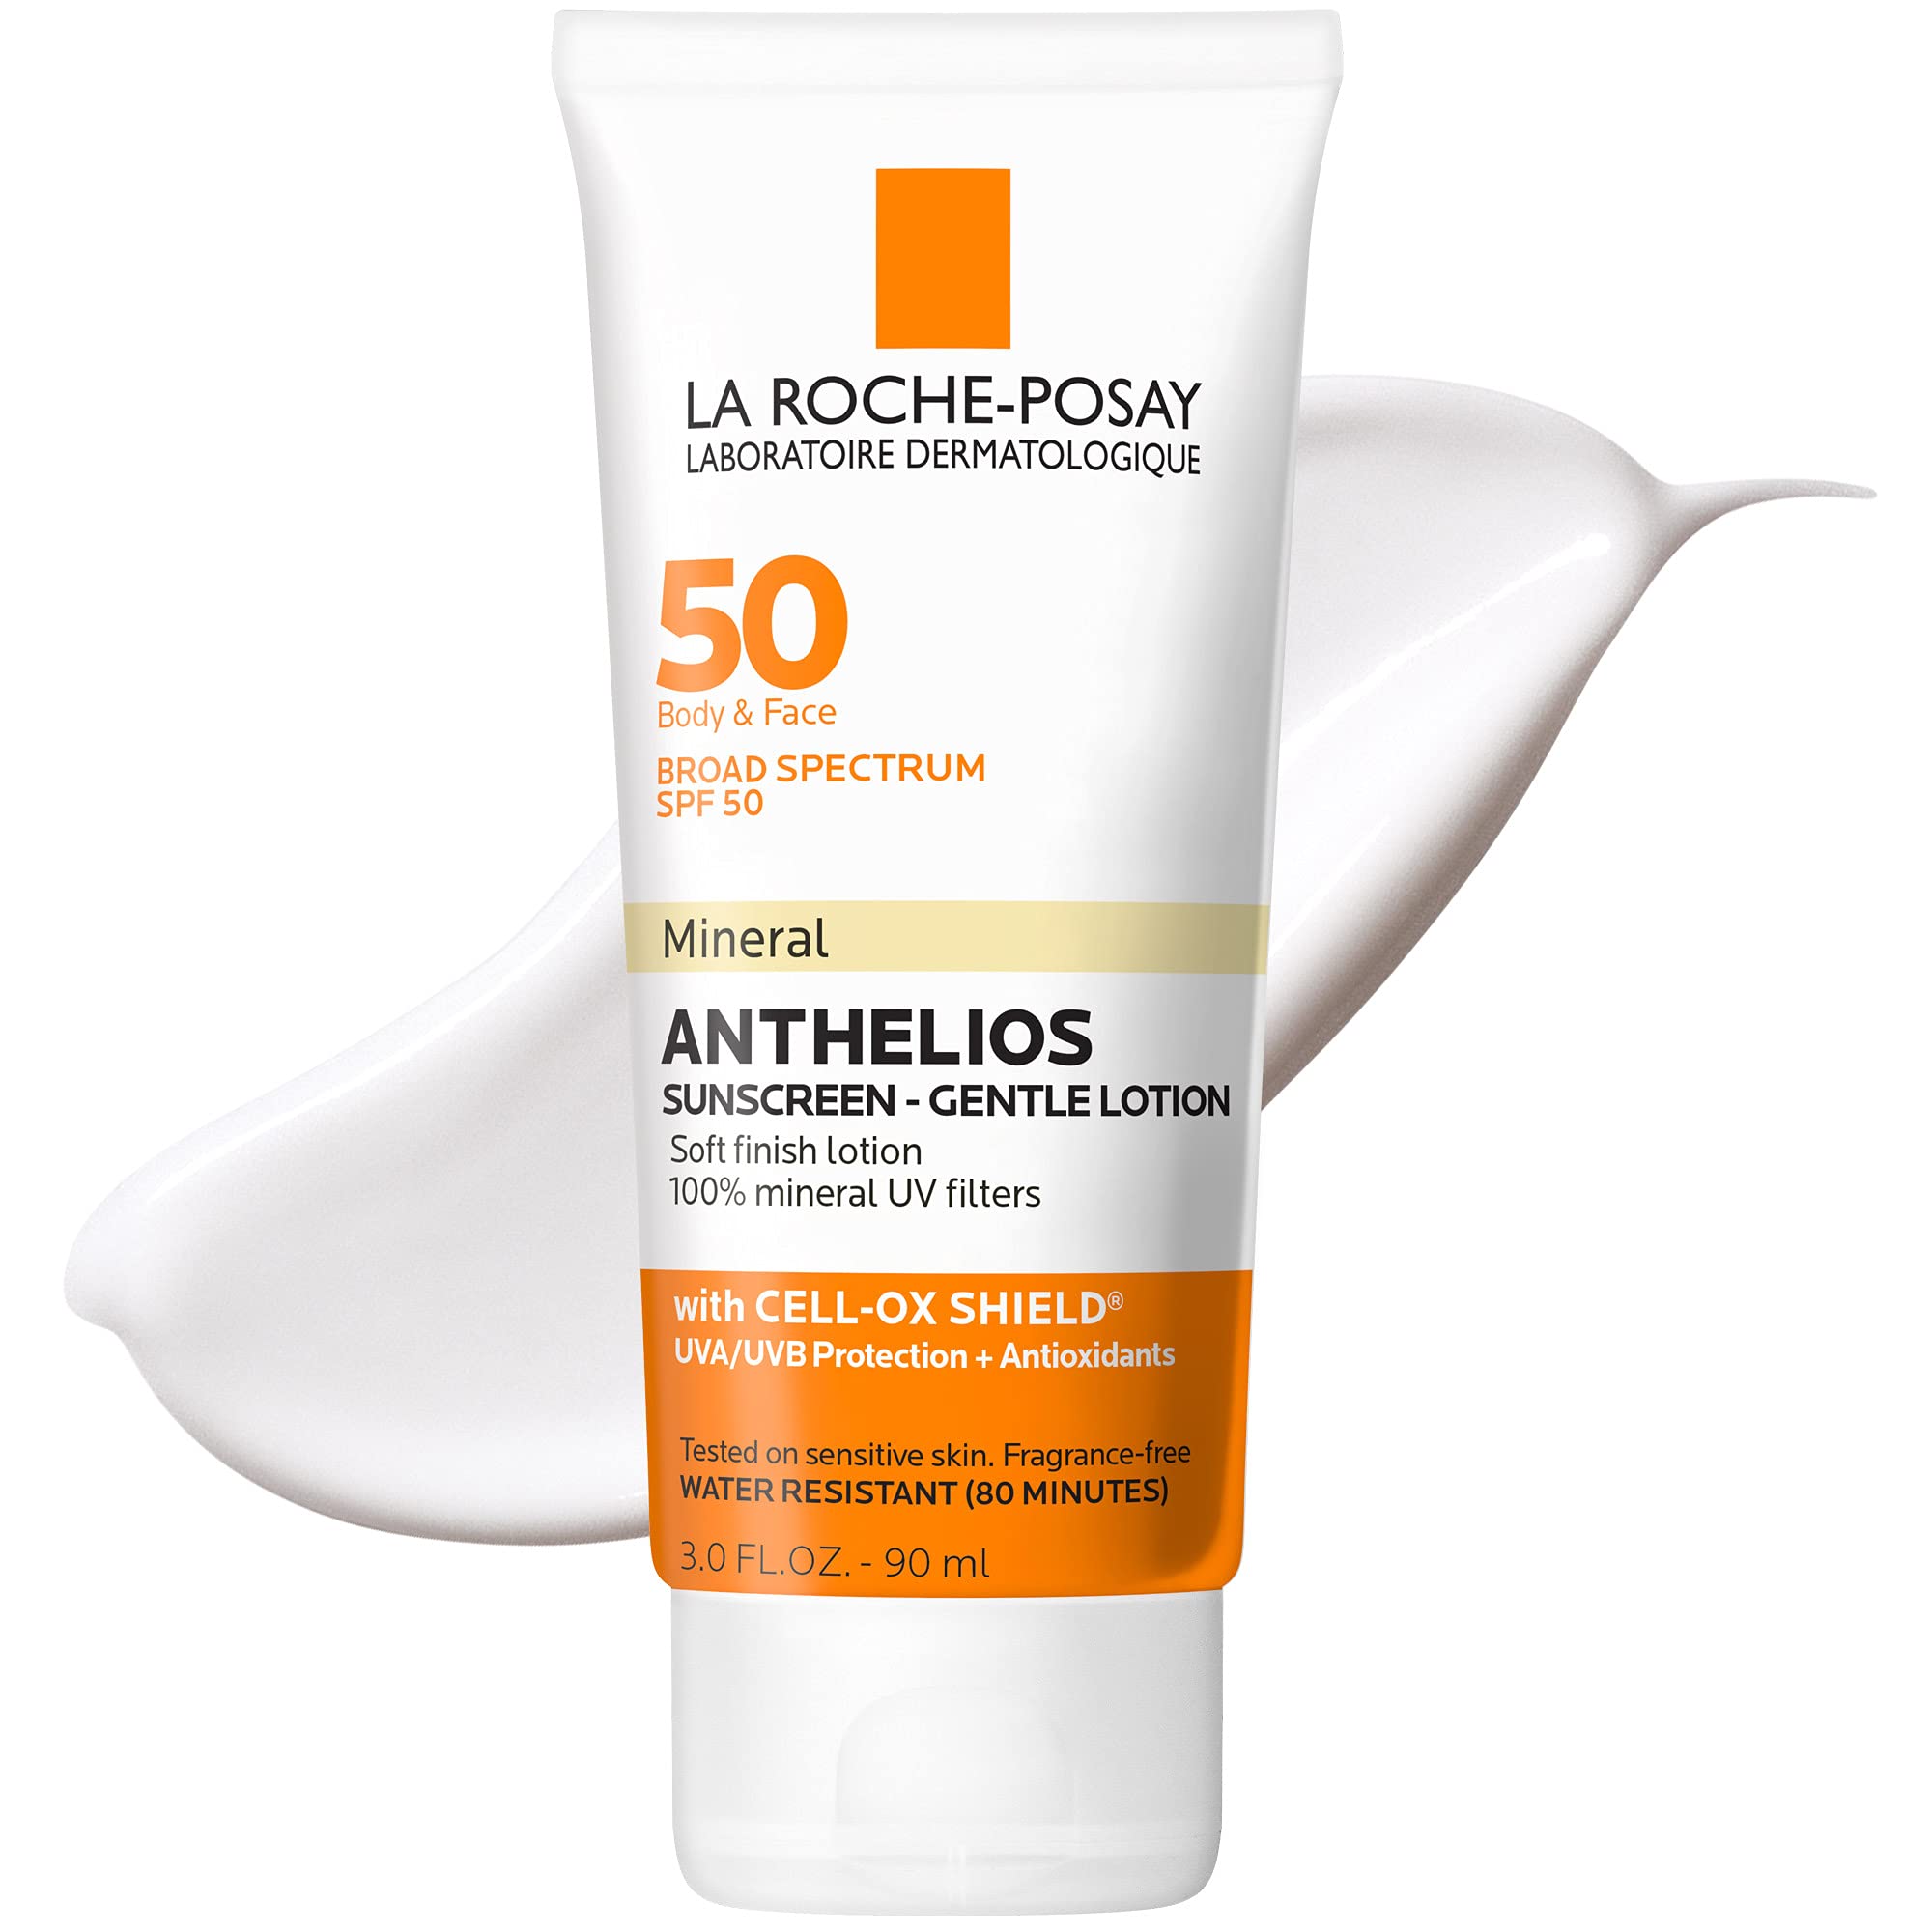 LA ROCHE-POSAY
LABORATOIRE DERMATOLOGIQUE
50
Body & Face
BROAD SPECTRUM
SPF 50
Mineral
ANTHELIOS
SUNSCREEN - GENTLE LOTION
Soft finish lotion
100% mineral UV filters
with CELL-OX SHIELD®
UVA/UVB Protection + Antioxidants
Tested on sensitive skin. Fragrance-free
WATER RESISTANT (80 MINUTES)
3.0 FL.OZ. - 90 ml